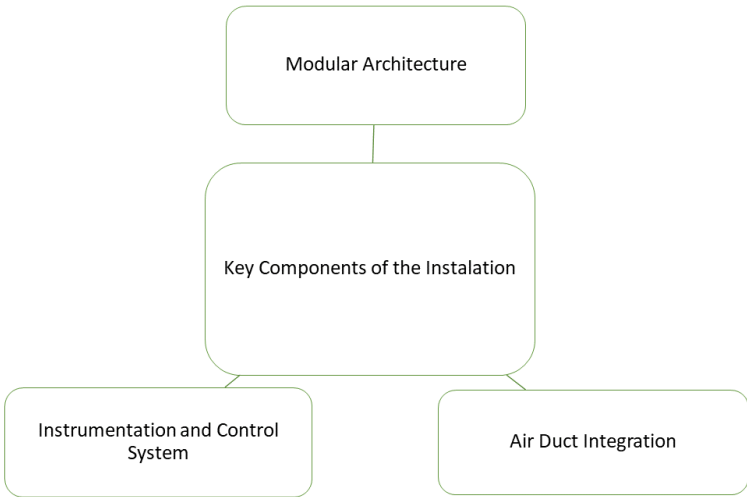 Modular Architecture
Key Components of the Instalation
Instrumentation and Control
System
Air Duct Integration